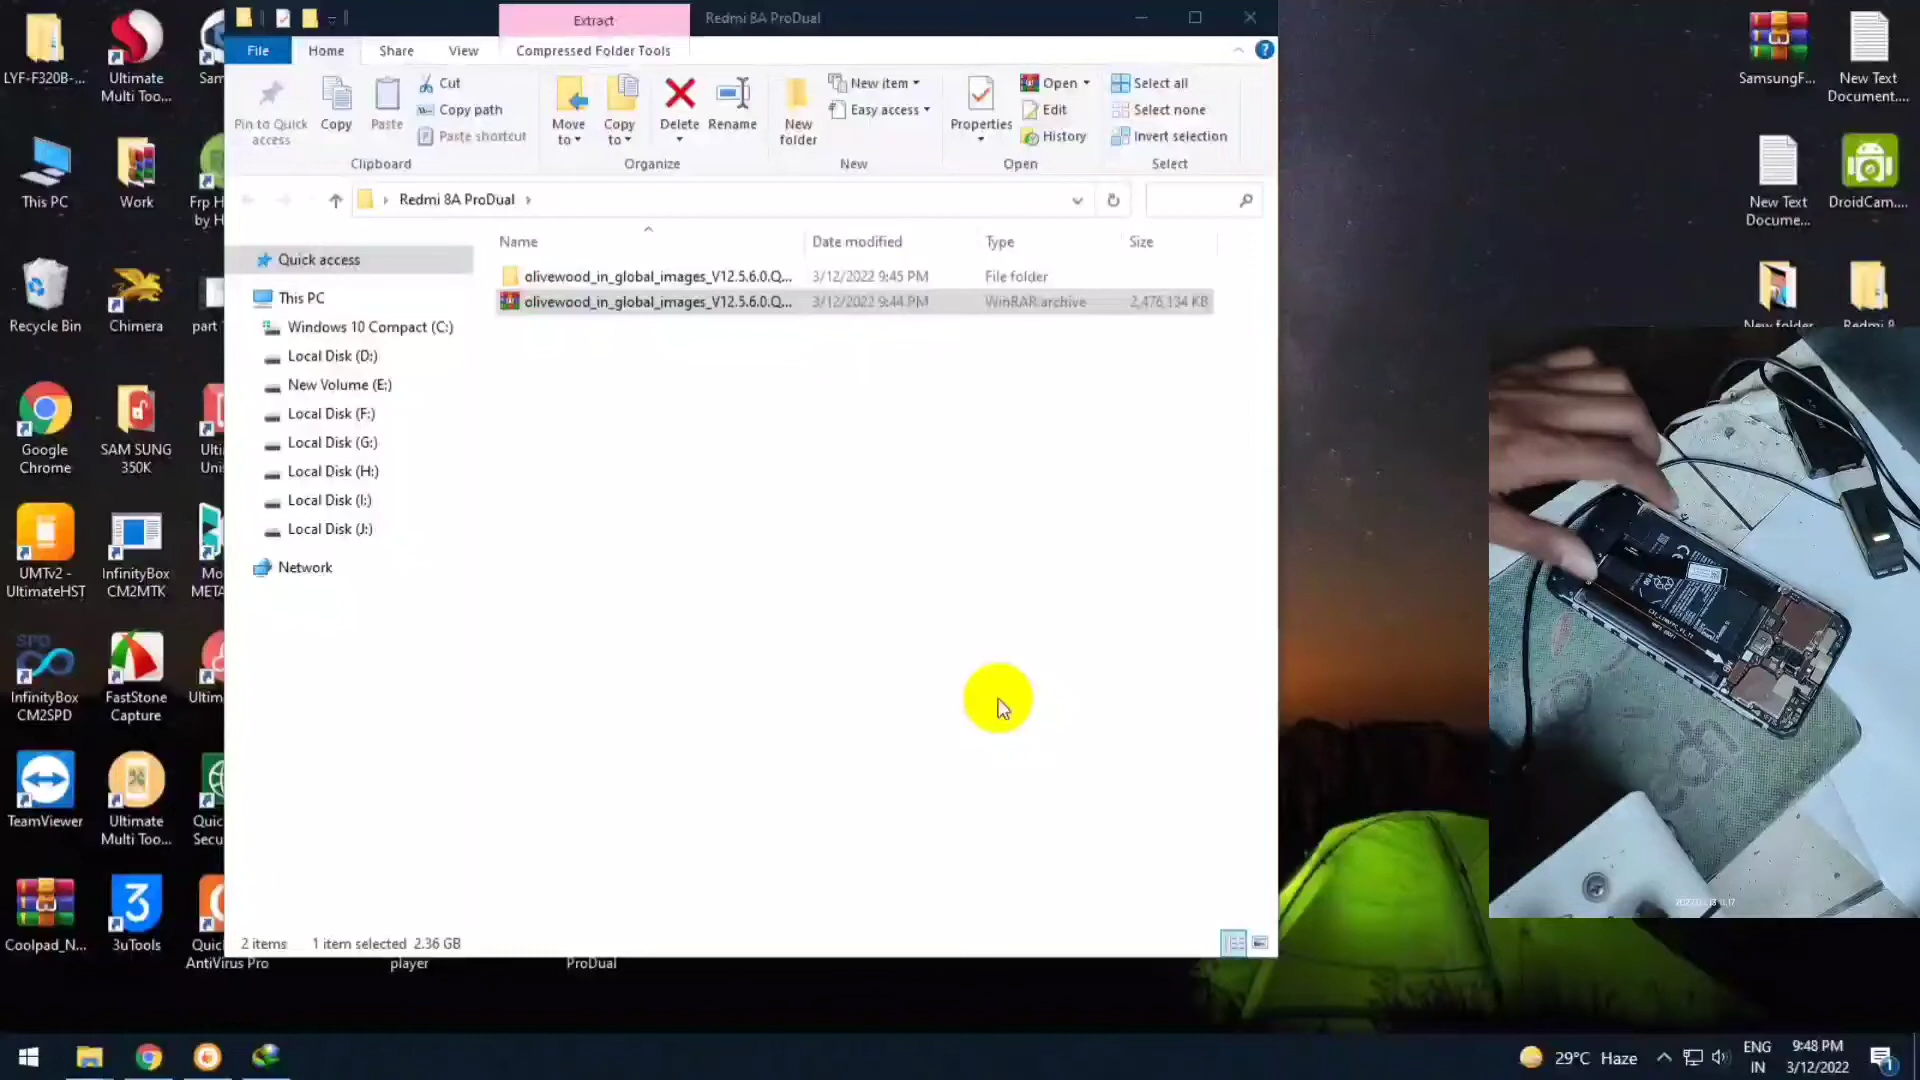 Extract
Redmi 8A ProDual
File
Home
Share
View
Compressed Folder Tools
Pin to Quick access
Copy
Paste
Cut
Copy path
Paste shortcut
Clipboard
Move to
Copy to
Delete
Rename
Organize
New folder
New item
Easy access
New
Properties
Open
Edit
History
Open
Select all
Select none
Invert selection
Select
Redmi 8A ProDual
Name
Date modified
Type
Size
olivewood_in_global_images_V12.5.6.0.Q...
3/12/2022 9:45 PM
File folder
olivewood_in_global_images_V12.5.6.0.Q...
3/12/2022 9:44 PM
WinRAR archive
2,476,134 KB
Quick access
This PC
Windows 10 Compact (C:)
Local Disk (D:)
New Volume (E:)
Local Disk (F:)
Local Disk (G:)
Local Disk (H:)
Local Disk (I:)
Local Disk (J:)
Network
2 items
1 item selected 2.36 GB
LYF-F320B-...
Ultimate Multi Too...
Sam
This PC
Work
Frp H
by H
Recycle Bin
Chimera
part
Google Chrome
SAM SUNG 350K
Ulti
Uni
UMTv2 - UltimateHST
InfinityBox CM2MTK
Mo
META
InfinityBox CM2SPD
FastStone Capture
Ultim
TeamViewer
Ultimate Multi Too...
Quic
Secu
Coolpad_N...
3uTools
Quic
AntiVirus Pro
player
ProDual
SamsungF...
New Text Document....
New Text Docume...
DroidCam....
New folder
Redmi 8
29°C Haze
ENG
IN
9:48 PM
3/12/2022